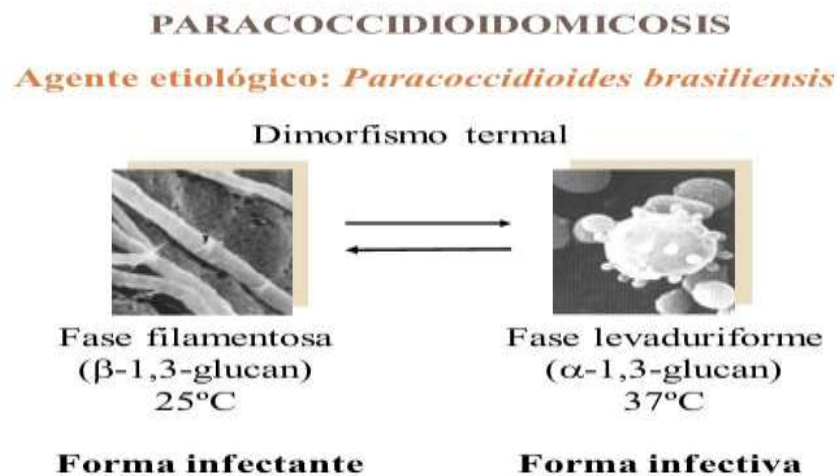 PARACOCCIDIOIDOMICOSIS
Agente etiológico: Paracoccidioides brasiliensis
Dimorfismo termal
Fase filamentosa
(β-1,3-glucan)
25ºC
Forma infectante
Fase levaduriforme
(α-1,3-glucan)
37ºC
Forma infectiva